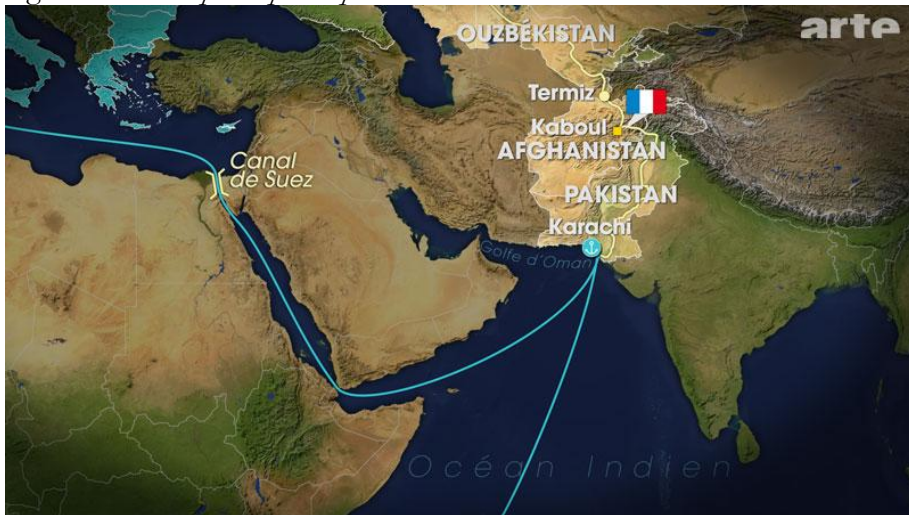 arte
OUZBÉKISTAN
Termiz
Kaboul
AFGHANISTAN
Canal
de Suez
PAKISTAN
Karachi
Golfe d'Oman
Océan Indien